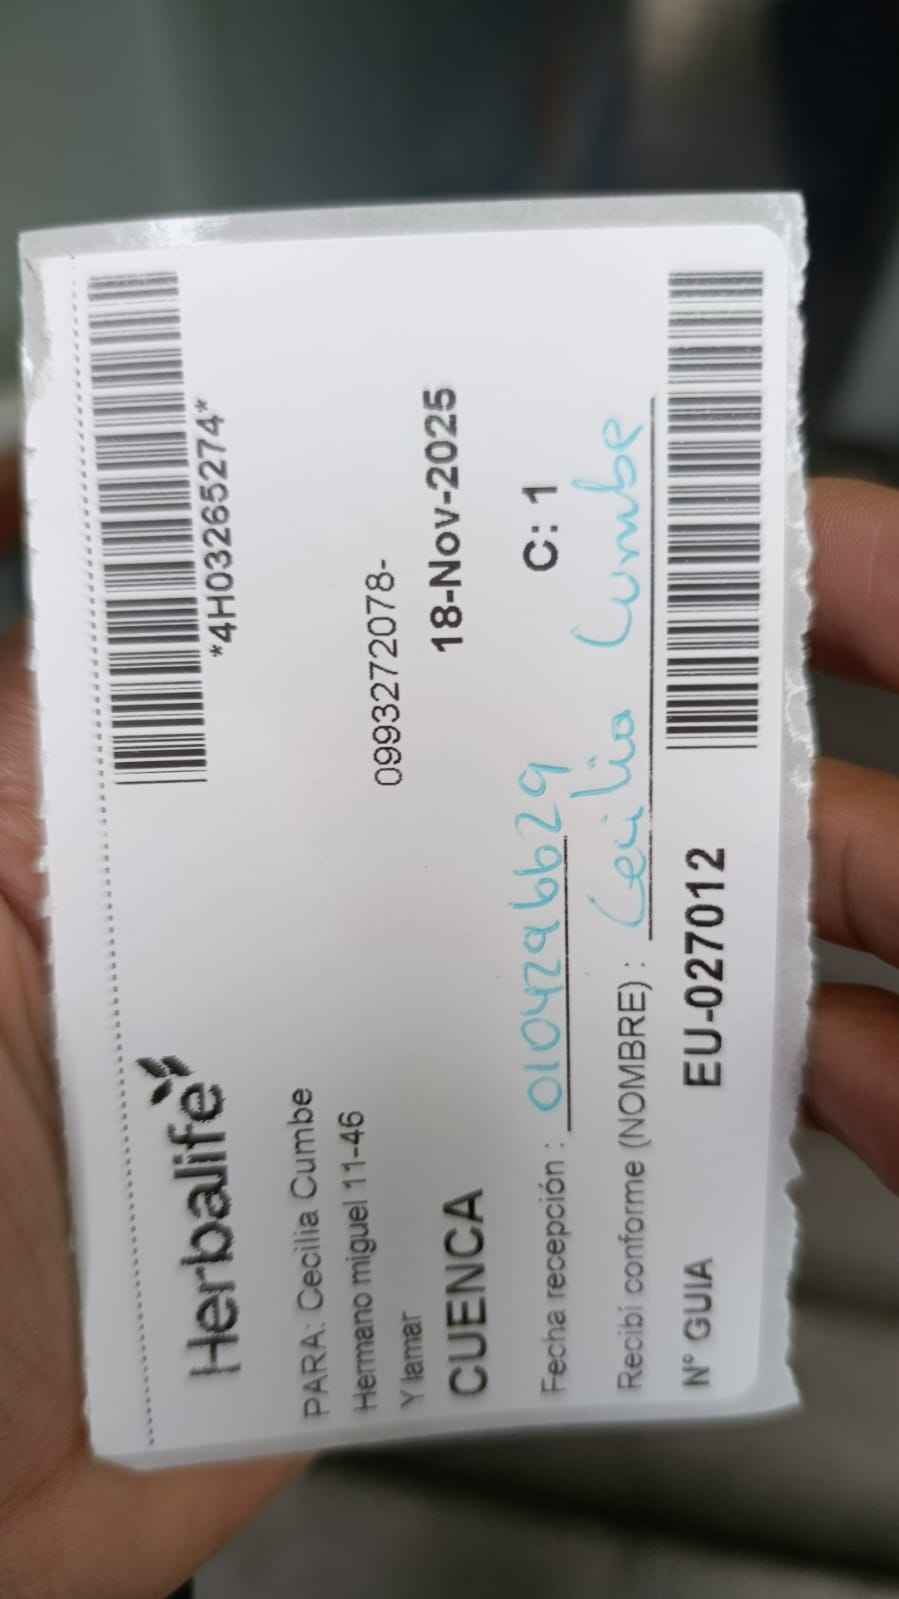 Herbalife
*4H03265274*
PARA: Cecilia Cumbe
Hermano miguel 11-46
0993272078-
Y lamar
CUENCA
18-Nov-2025
Fecha recepción : 0104296629
C: 1
Recibí conforme (NOMBRE) : Cecilia Cumbe
N° GUIA EU-027012